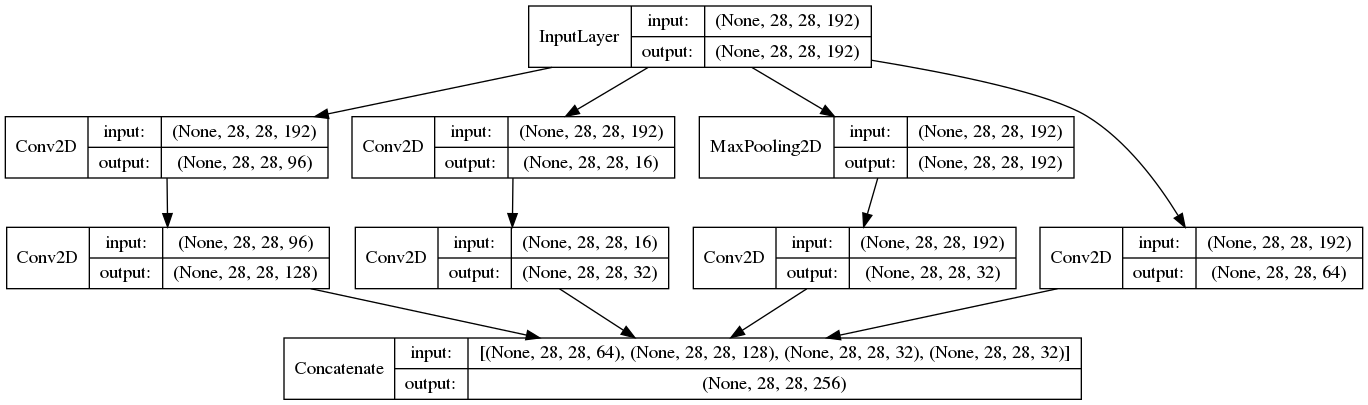 InputLayer input: (None, 28, 28, 192)
output: (None, 28, 28, 192)
Conv2D input: (None, 28, 28, 192)
output: (None, 28, 28, 96)
Conv2D input: (None, 28, 28, 192)
output: (None, 28, 28, 16)
MaxPooling2D input: (None, 28, 28, 192)
output: (None, 28, 28, 192)
Conv2D input: (None, 28, 28, 96)
output: (None, 28, 28, 128)
Conv2D input: (None, 28, 28, 16)
output: (None, 28, 28, 32)
Conv2D input: (None, 28, 28, 192)
output: (None, 28, 28, 32)
Conv2D input: (None, 28, 28, 192)
output: (None, 28, 28, 64)
Concatenate input: [(None, 28, 28, 64), (None, 28, 28, 128), (None, 28, 28, 32), (None, 28, 28, 32)]
output: (None, 28, 28, 256)